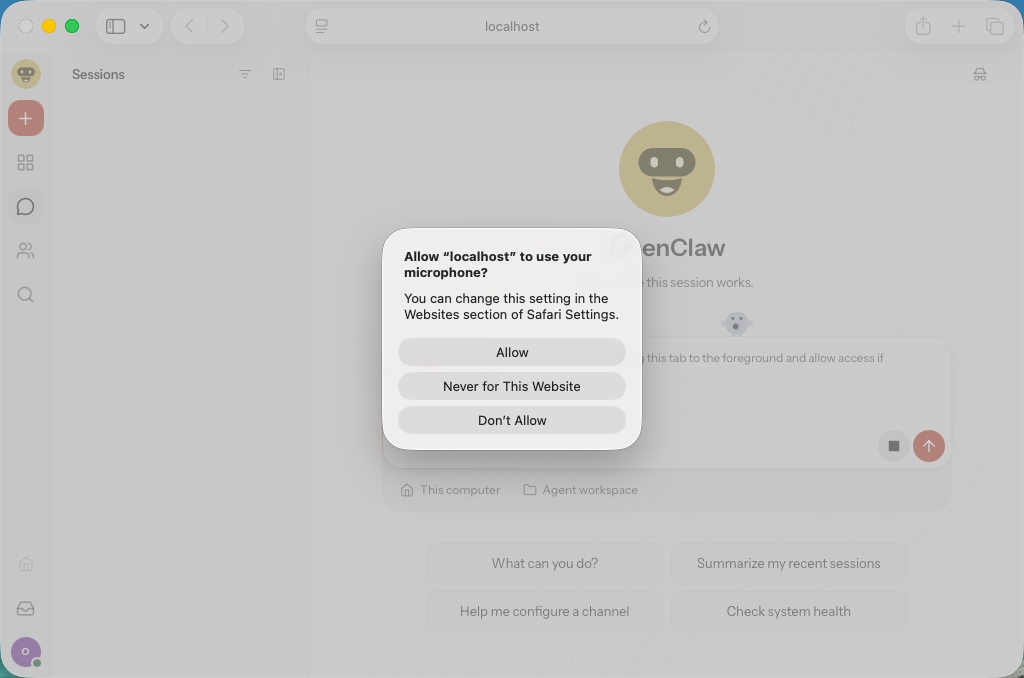 localhost
Sessions
enClaw
this session works.
Allow “localhost” to use your
microphone?
You can change this setting in the
Websites section of Safari Settings.
Allow
Never for This Website
Don’t Allow
this tab to the foreground and allow access if
This computer
Agent workspace
What can you do?
Summarize my recent sessions
Help me configure a channel
Check system health
O